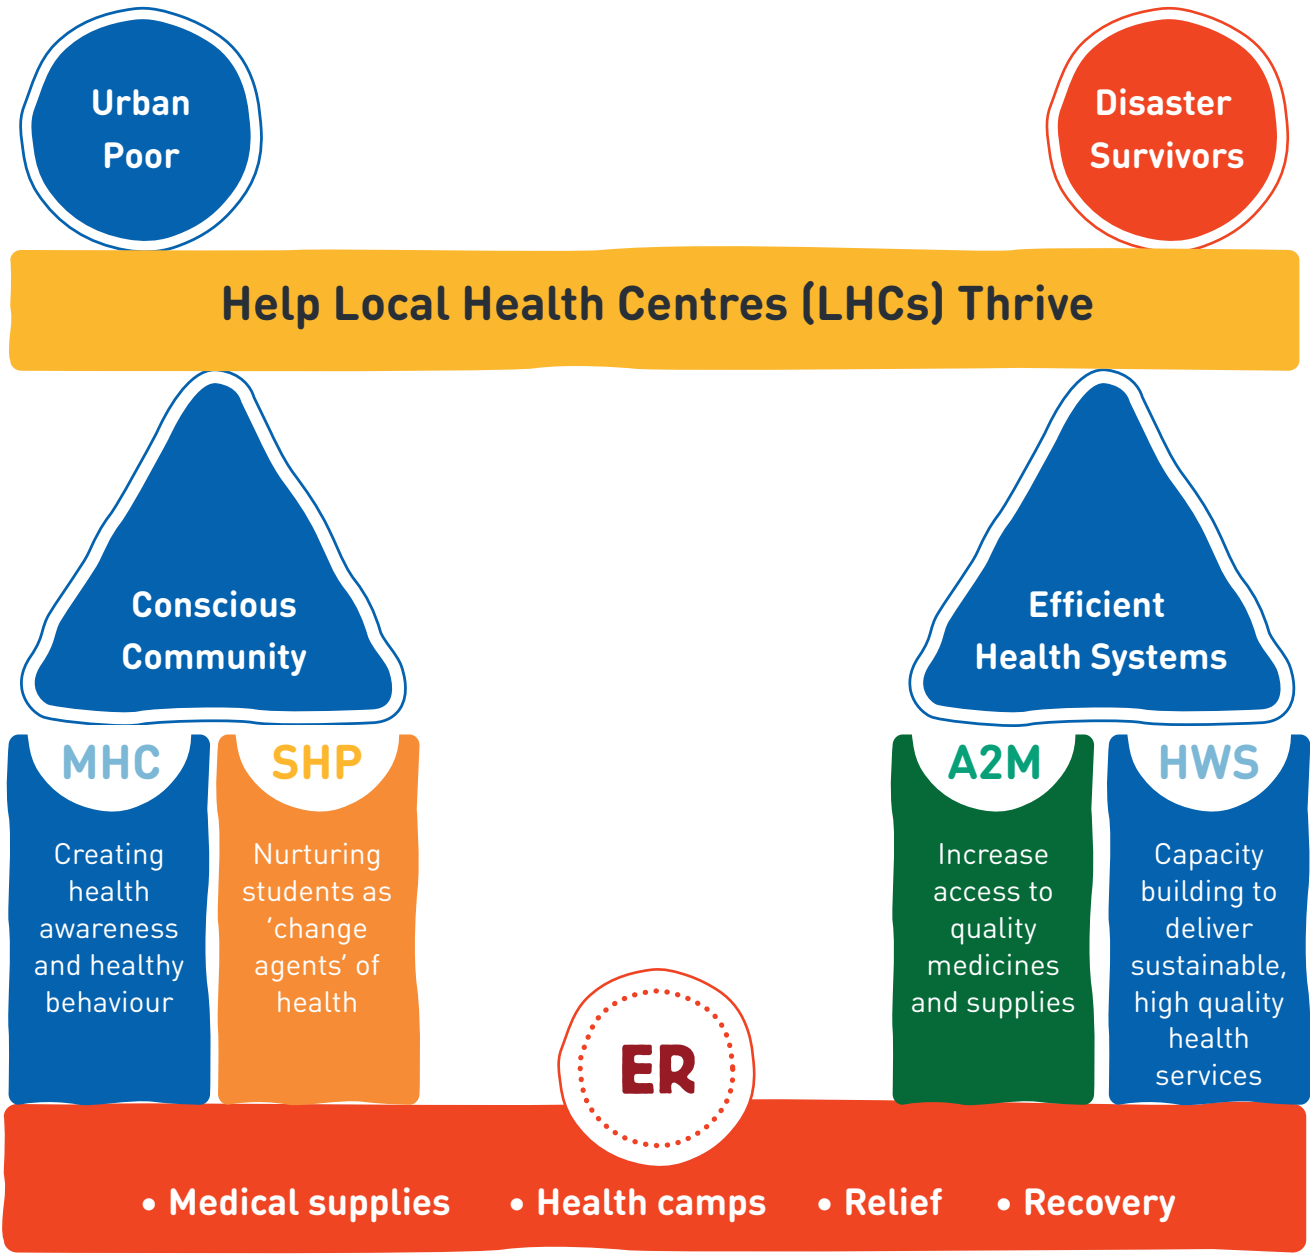 Urban
Poor
Disaster
Survivors
Help Local Health Centres (LHCs) Thrive
Conscious
Community
Efficient
Health Systems
MHC
Creating
health
awareness
and healthy
behaviour
SHP
Nurturing
students as
‘change
agents’ of
health
A2M
Increase
access to
quality
medicines
and supplies
HWS
Capacity
building to
deliver
sustainable,
high quality
health
services
ER
• Medical supplies • Health camps • Relief • Recovery